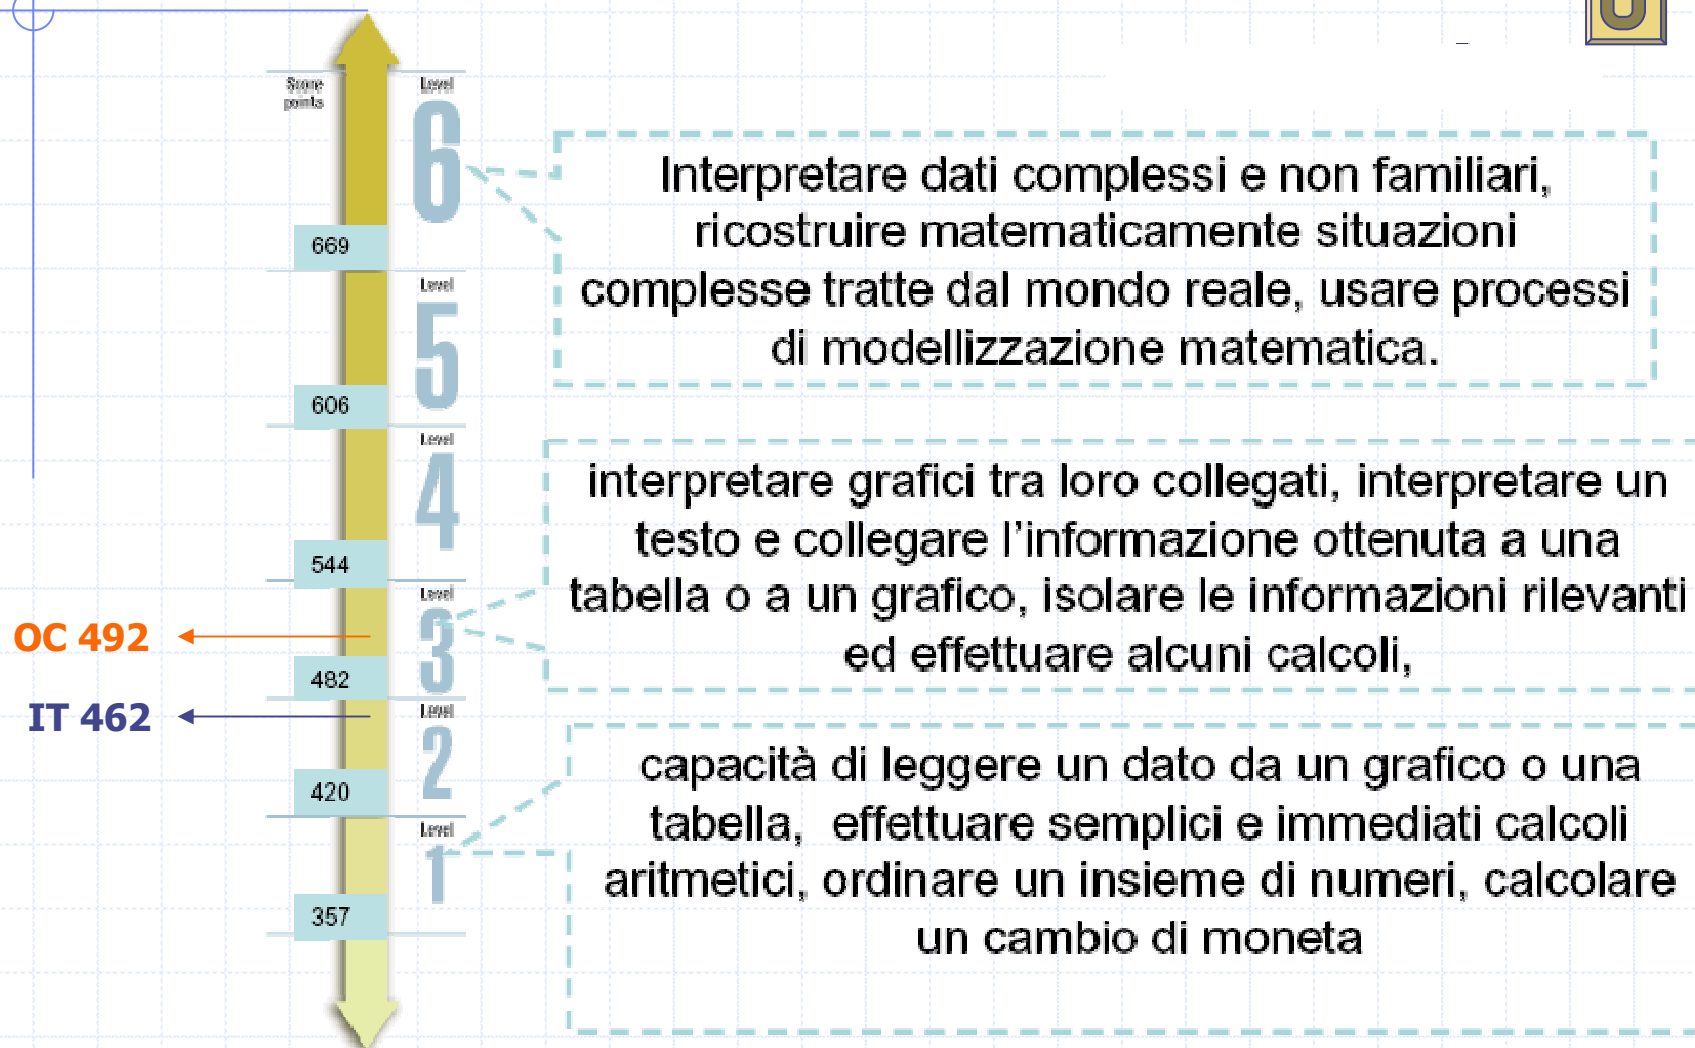 U
Score
points
Level
6
Interpretare dati complessi e non familiari,
ricostruire matematicamente situazioni
complesse tratte dal mondo reale, usare processi
di modellizzazione matematica.
669
Level
5
606
Level
4
interpretare grafici tra loro collegati, interpretare un
testo e collegare l’informazione ottenuta a una
tabella o a un grafico, isolare le informazioni rilevanti
ed effettuare alcuni calcoli,
544
Level
3
OC 492
482
IT 462
Level
2
capacità di leggere un dato da un grafico o una
tabella, effettuare semplici e immediati calcoli
aritmetici, ordinare un insieme di numeri, calcolare
un cambio di moneta
420
Level
1
357